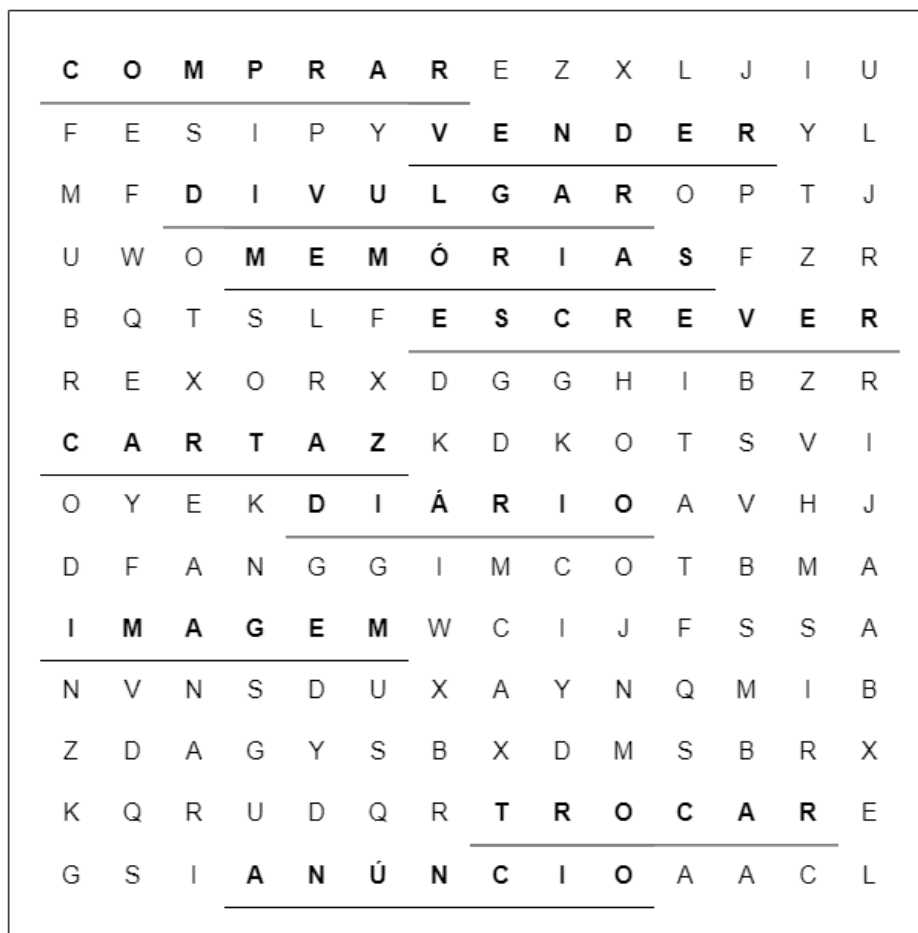 C O M P R A R E Z X L J I U
F E S I P Y V E N D E R Y L
M F D I V U L G A R O P T J
U W O M E M Ó R I A S F Z R
B Q T S L F E S C R E V E R
R E X O R X D G G H I B Z R
C A R T A Z K D K O T S V I
O Y E K D I Á R I O A V H J
D F A N G G I M C O T B M A
I M A G E M W C I J F S S A
N V N S D U X A Y N Q M I B
Z D A G Y S B X D M S B R X
K Q R U D Q R T R O C A R E
G S I A N Ú N C I O A A C L